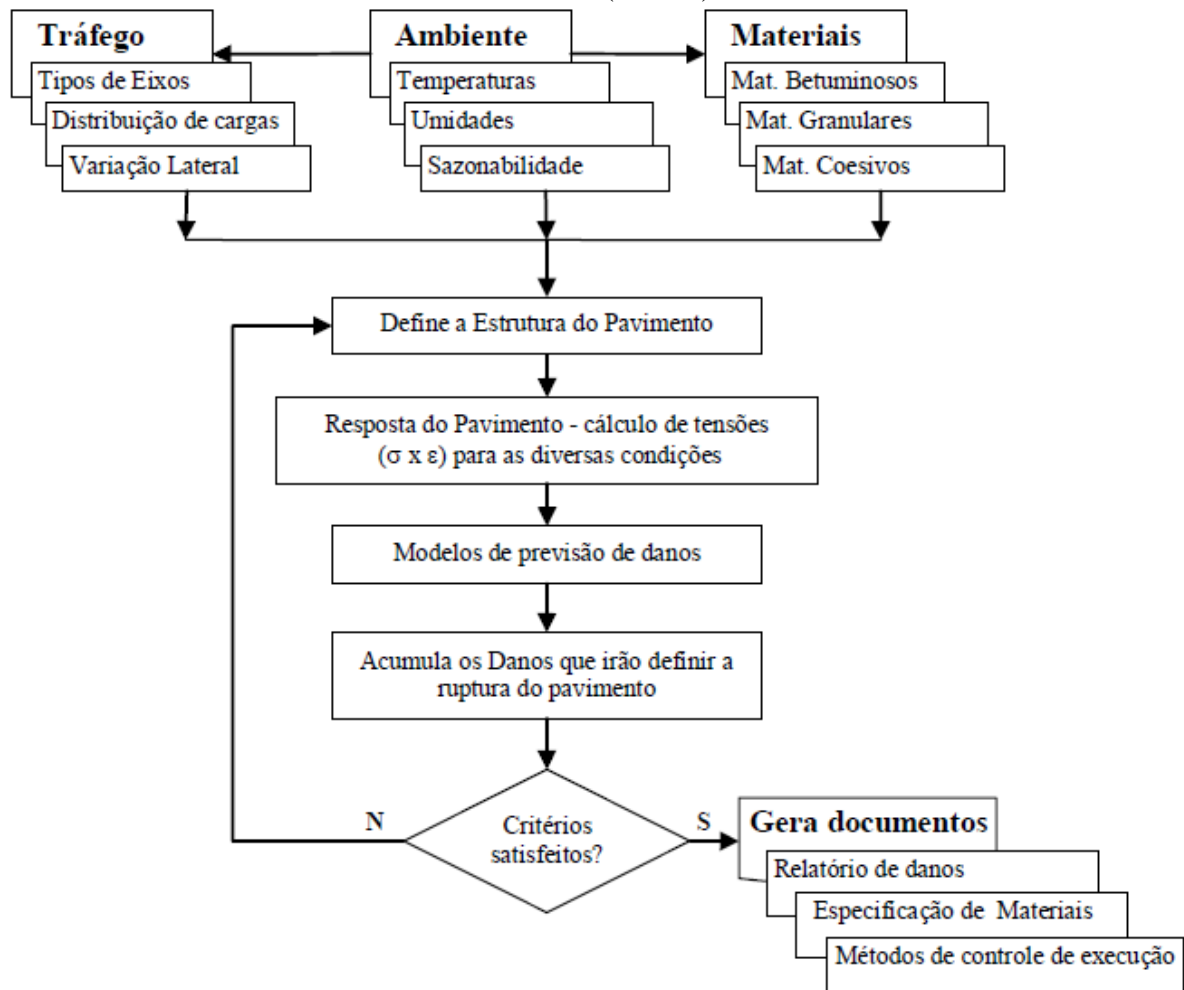 Tráfego
Tipos de Eixos
Distribuição de cargas
Variação Lateral
Ambiente
Temperaturas
Umidades
Sazonabilidade
Materiais
Mat. Betuminosos
Mat. Granulares
Mat. Coesivos
Define a Estrutura do Pavimento
Resposta do Pavimento - cálculo de tensões
(σ x ε) para as diversas condições
Modelos de previsão de danos
Acumula os Danos que irão definir a
ruptura do pavimento
N
Critérios
satisfeitos?
S
Gera documentos
Relatório de danos
Especificação de Materiais
Métodos de controle de execução